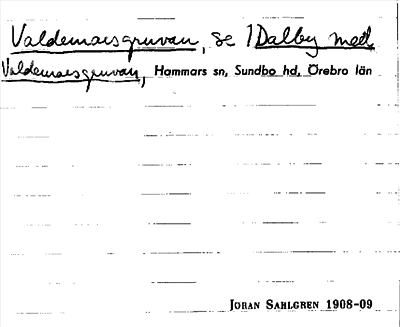 Valdemarsgruvan, se 1 Dalby med
Valdemarsgruvan, Hammars sn, Sundbo hd, Örebro län
JORAN SAHLGREN 1908-09